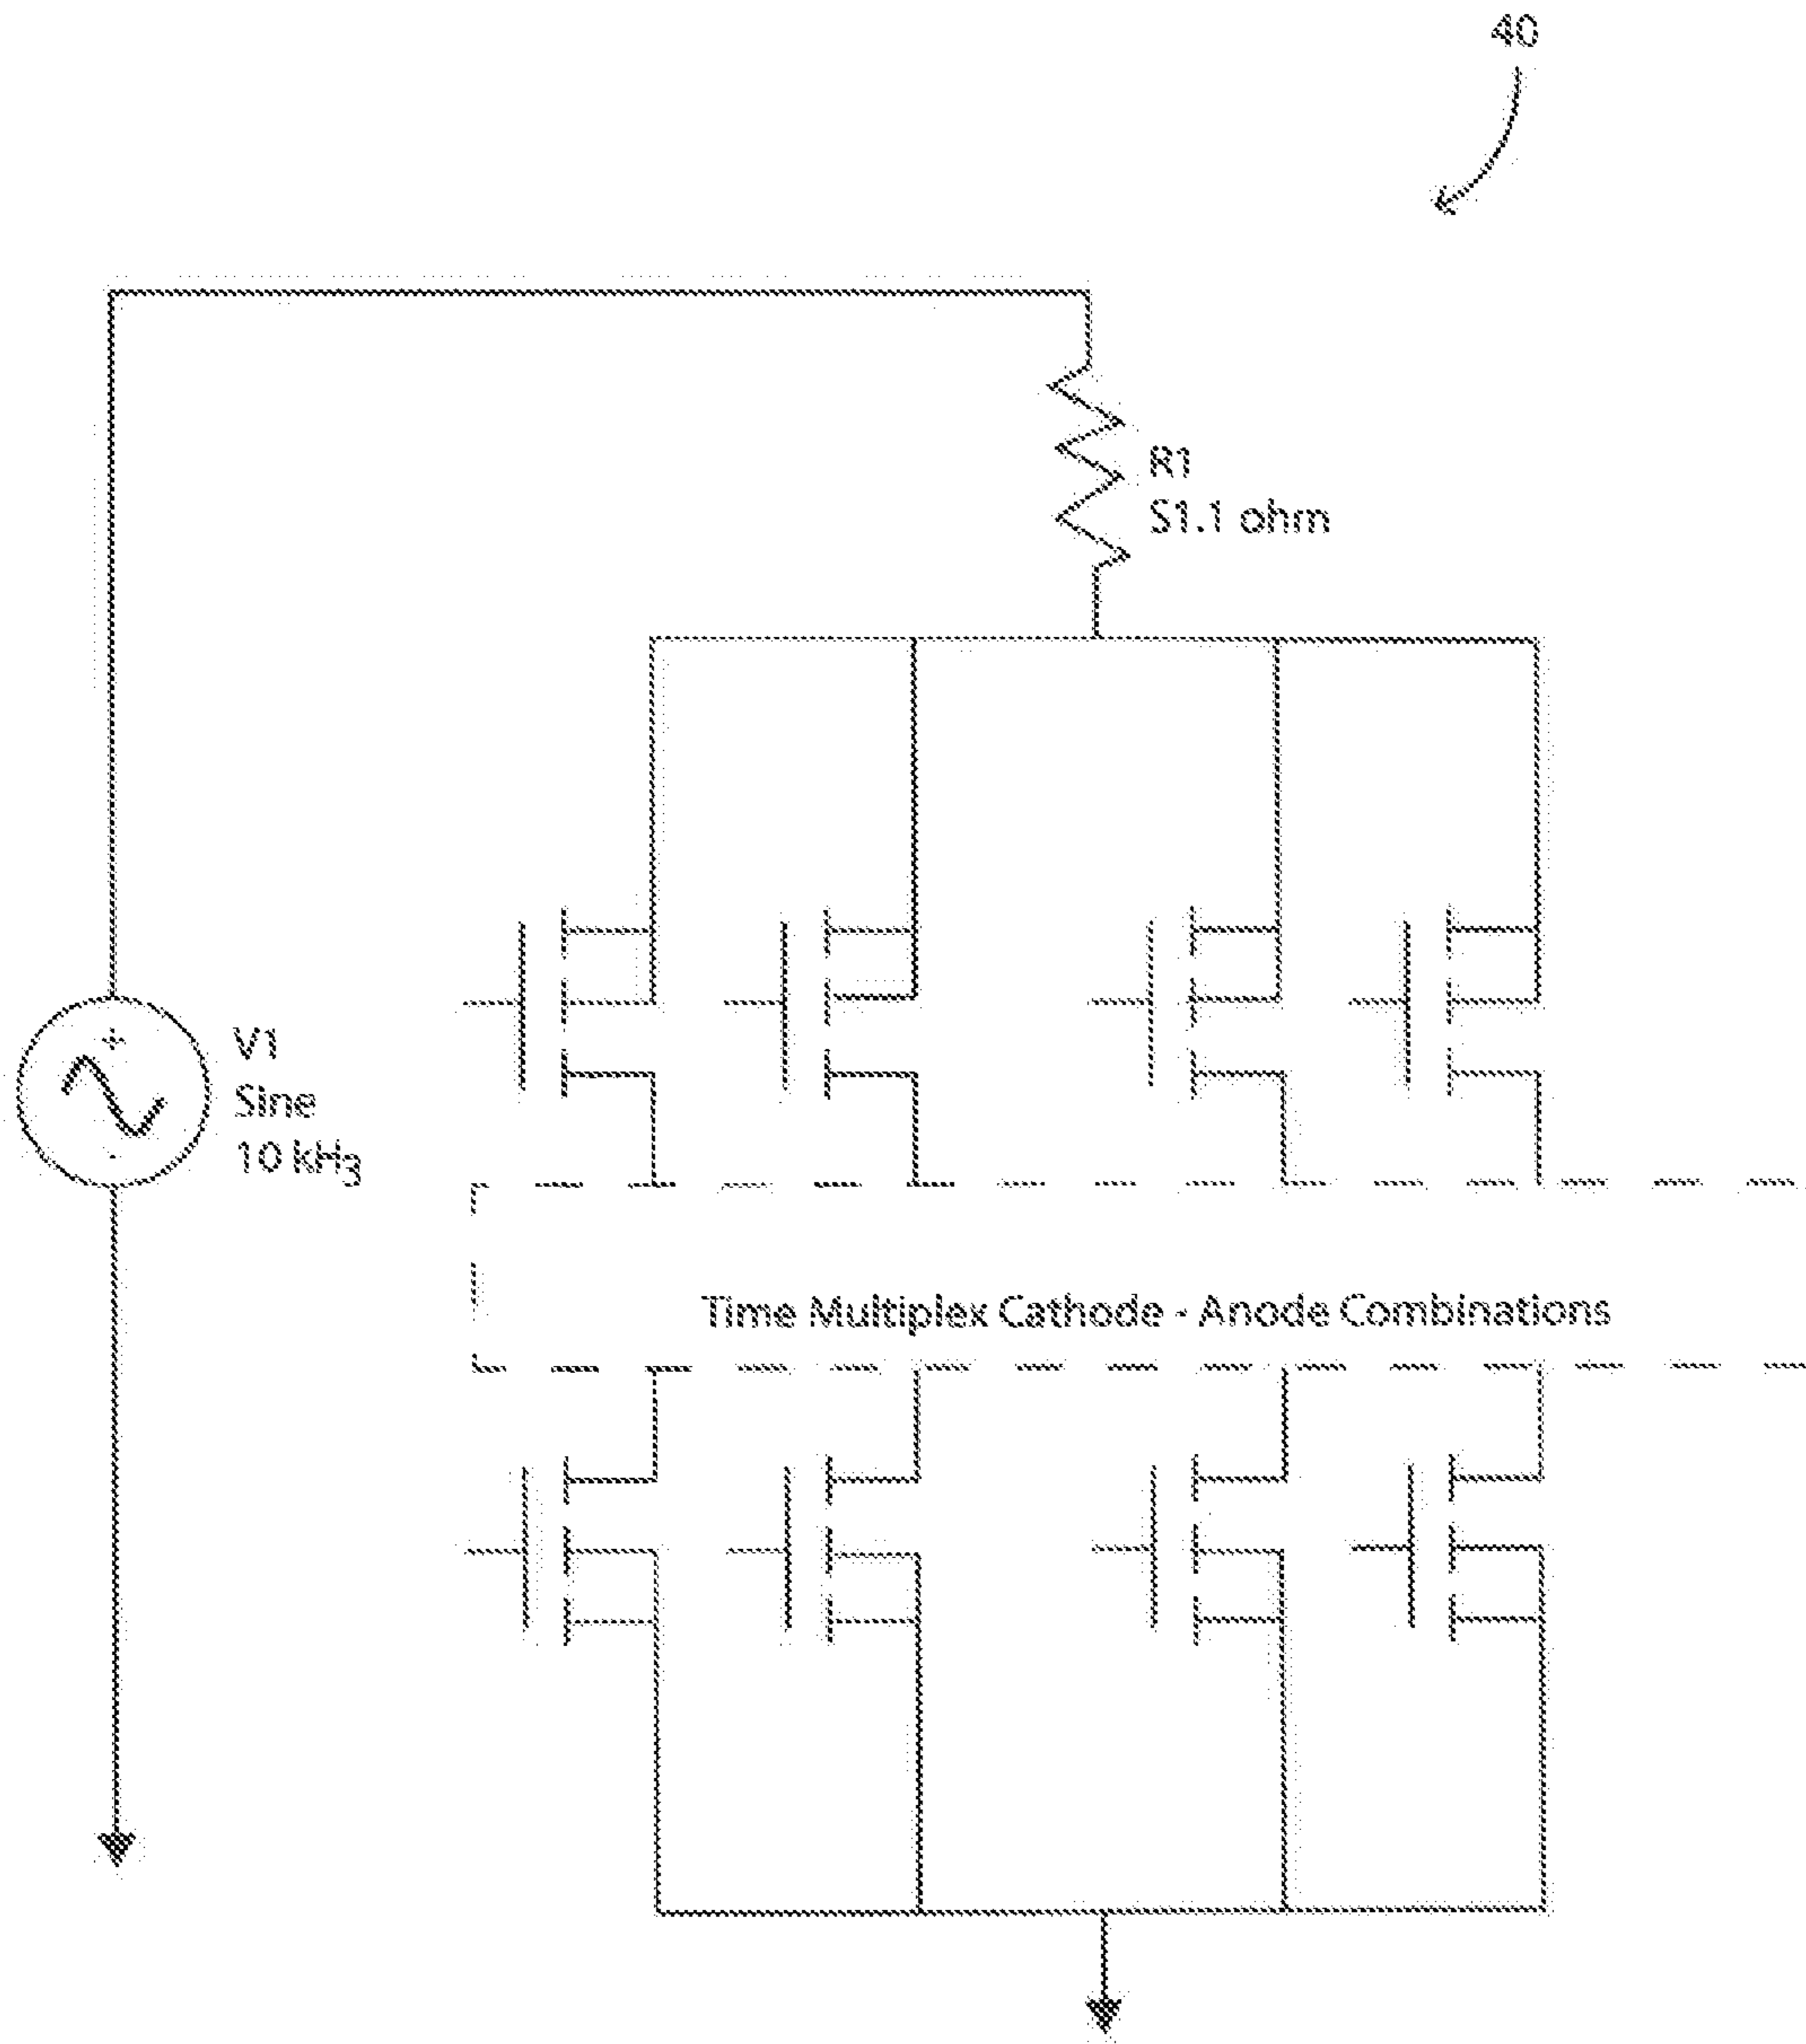 40
R1
S1.1 ohm
V1
Sine
10 kH3
Time Multiplex Cathode - Anode Combinations